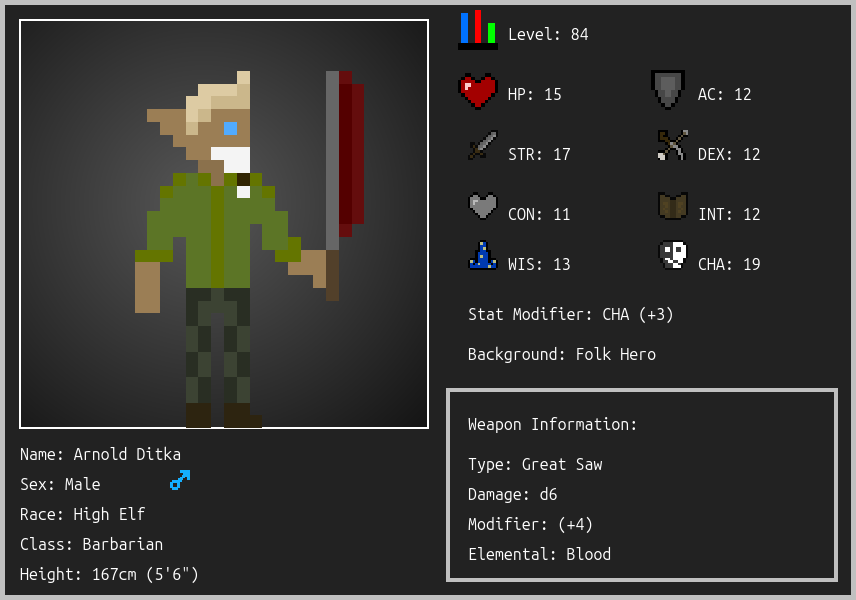 Level: 84
HP: 15
AC: 12
STR: 17
DEX: 12
CON: 11
INT: 12
WIS: 13
CHA: 19
Stat Modifier: CHA (+3)
Background: Folk Hero
Weapon Information:
Type: Great Saw
Damage: d6
Modifier: (+4)
Elemental: Blood
Name: Arnold Ditka
Sex: Male
Race: High Elf
Class: Barbarian
Height: 167cm (5'6")